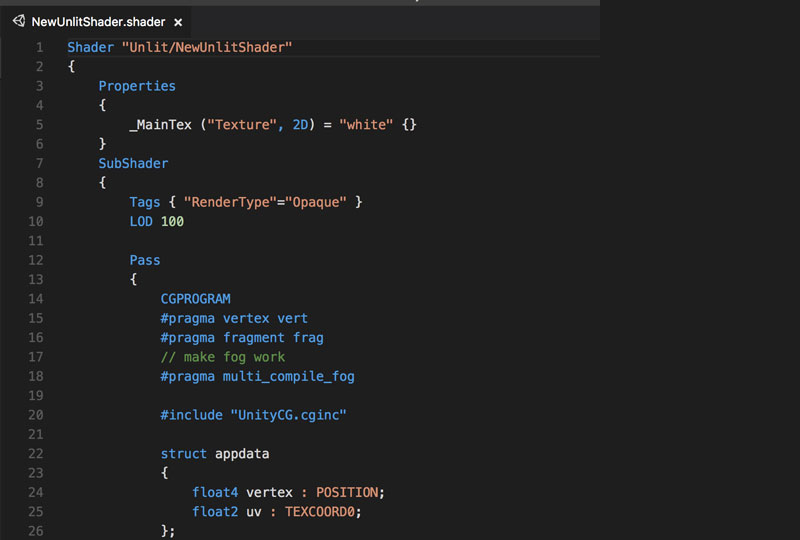 NewUnlitShader.shader ×
1 Shader "Unlit/NewUnlitShader"
2 {
3     Properties
4     {
5         _MainTex ("Texture", 2D) = "white" {}
6     }
7     SubShader
8     {
9         Tags { "RenderType"="Opaque" }
10         LOD 100
11
12         Pass
13         {
14             CGPROGRAM
15             #pragma vertex vert
16             #pragma fragment frag
17             // make fog work
18             #pragma multi_compile_fog
19
20             #include "UnityCG.cginc"
21
22             struct appdata
23             {
24                 float4 vertex : POSITION;
25                 float2 uv : TEXCOORD0;
26             };